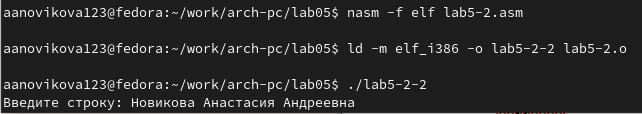 aanovikova123@fedora:~/work/arch-pc/lab05$ nasm -f elf lab5-2.asm
aanovikova123@fedora:~/work/arch-pc/lab05$ ld -m elf_i386 -o lab5-2-2 lab5-2.o
aanovikova123@fedora:~/work/arch-pc/lab05$ ./lab5-2-2
Введите строку: Новикова Анастасия Андреевна